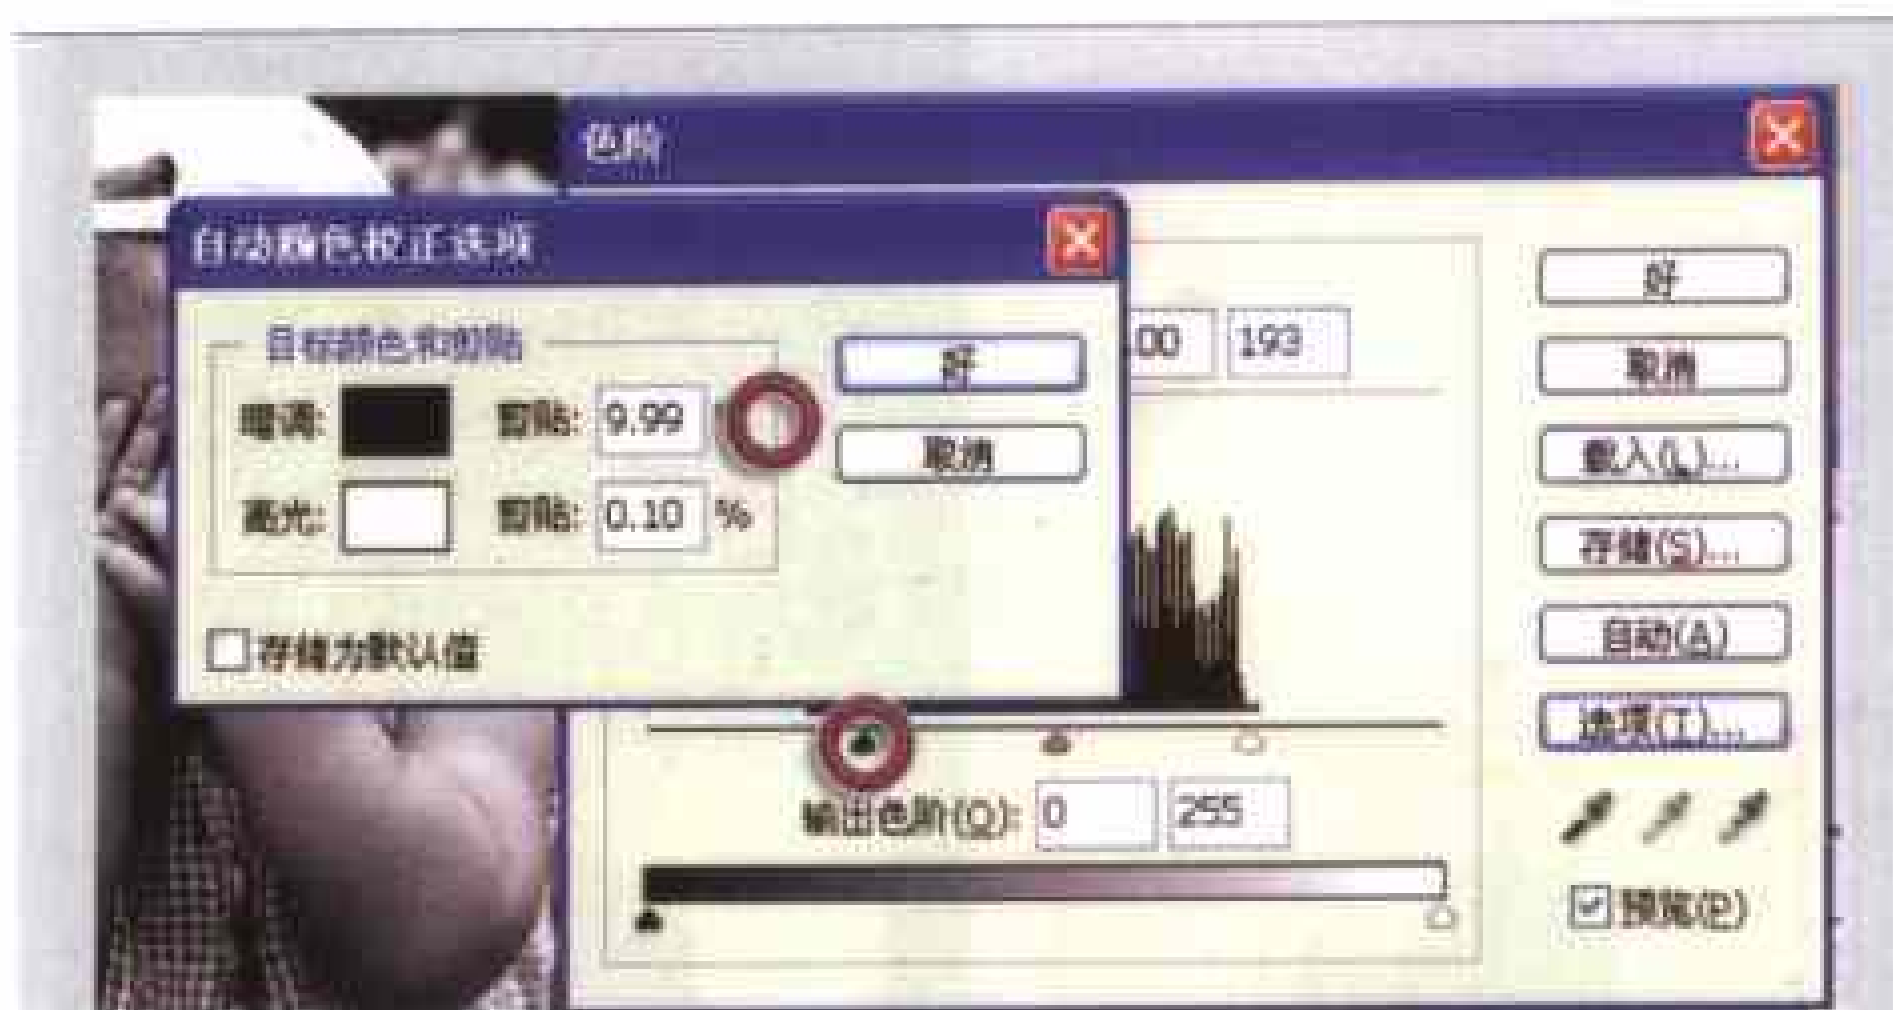 色阶
自动颜色校正选项
目标颜色和剪贴
暗调: 剪贴: 9.99
高光: 剪贴: 0.10 %
存储为默认值
好
取消
.00 193
输出色阶(O): 0 255
好
取消
载入(L)...
存储(S)...
自动(A)
选项(T)...
预览(P)